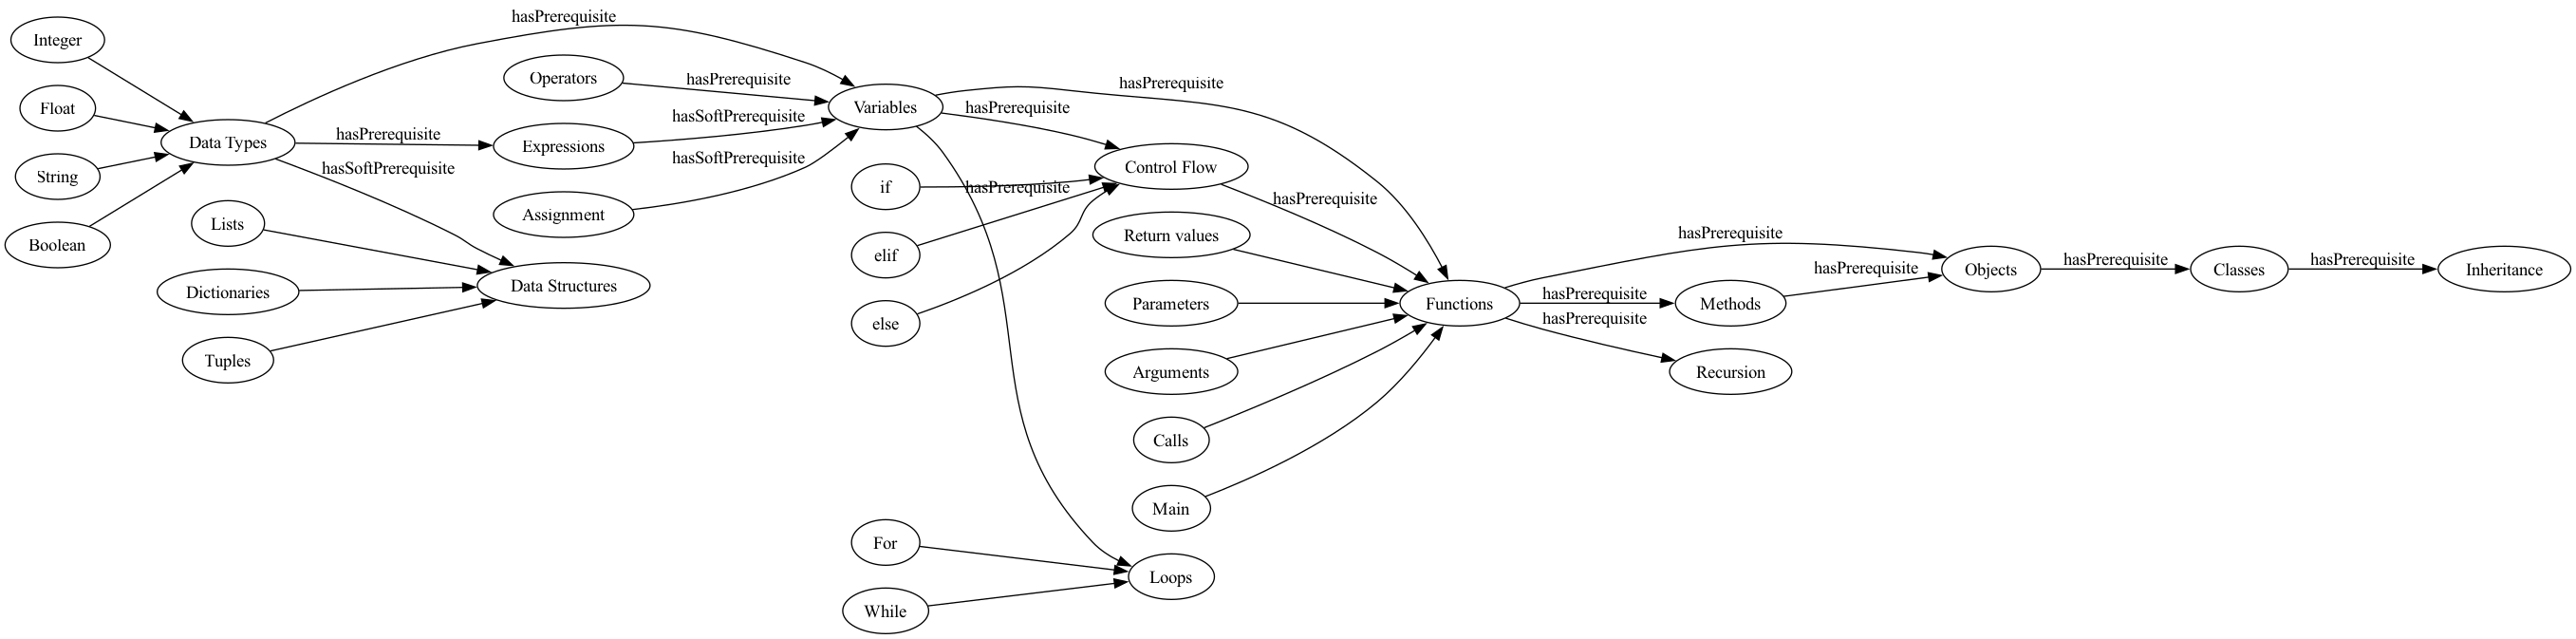 hasPrerequisite
Integer
Operators
hasPrerequisite
hasPrerequisite
Float
Variables
hasPrerequisite
hasSoftPrerequisite
hasPrerequisite
Data Types
Expressions
hasSoftPrerequisite
hasSoftPrerequisite
Control Flow
String
if
hasPrerequisite
hasPrerequisite
Lists
Assignment
Return values
hasPrerequisite
Boolean
elif
hasPrerequisite
Objects
hasPrerequisite
Classes
hasPrerequisite
Inheritance
Dictionaries
Data Structures
Parameters
Functions
hasPrerequisite
Methods
else
hasPrerequisite
Tuples
Arguments
Recursion
Calls
Main
For
Loops
While